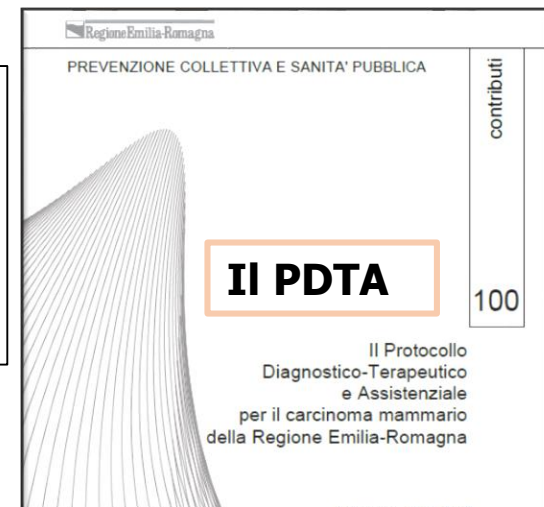 Regione Emilia-Romagna
PREVENZIONE COLLETTIVA E SANITA' PUBBLICA
contributi
Il PDTA
100
Il Protocollo
Diagnostico-Terapeutico
e Assistenziale
per il carcinoma mammario
della Regione Emilia-Romagna